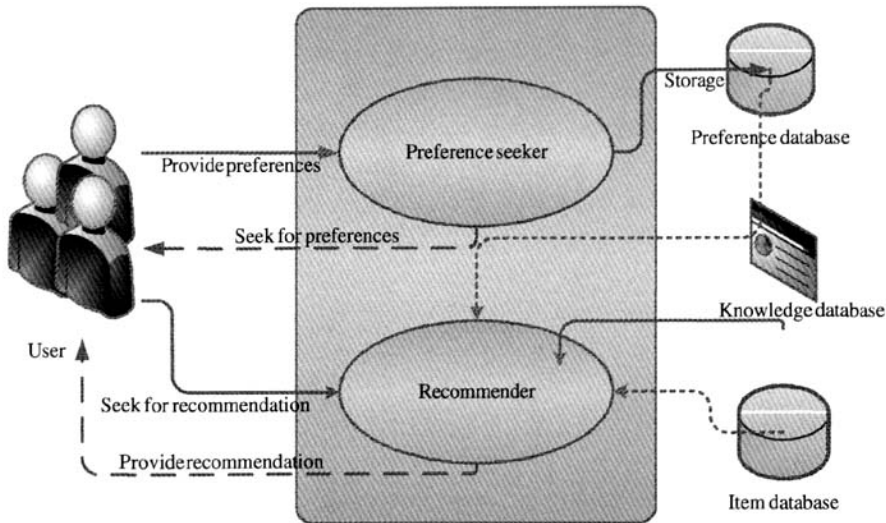 Storage
Preference seeker
Preference database
Provide preferences
Seek for preferences
Knowledge database
User
Recommender
Seek for recommendation
Provide recommendation
Item database